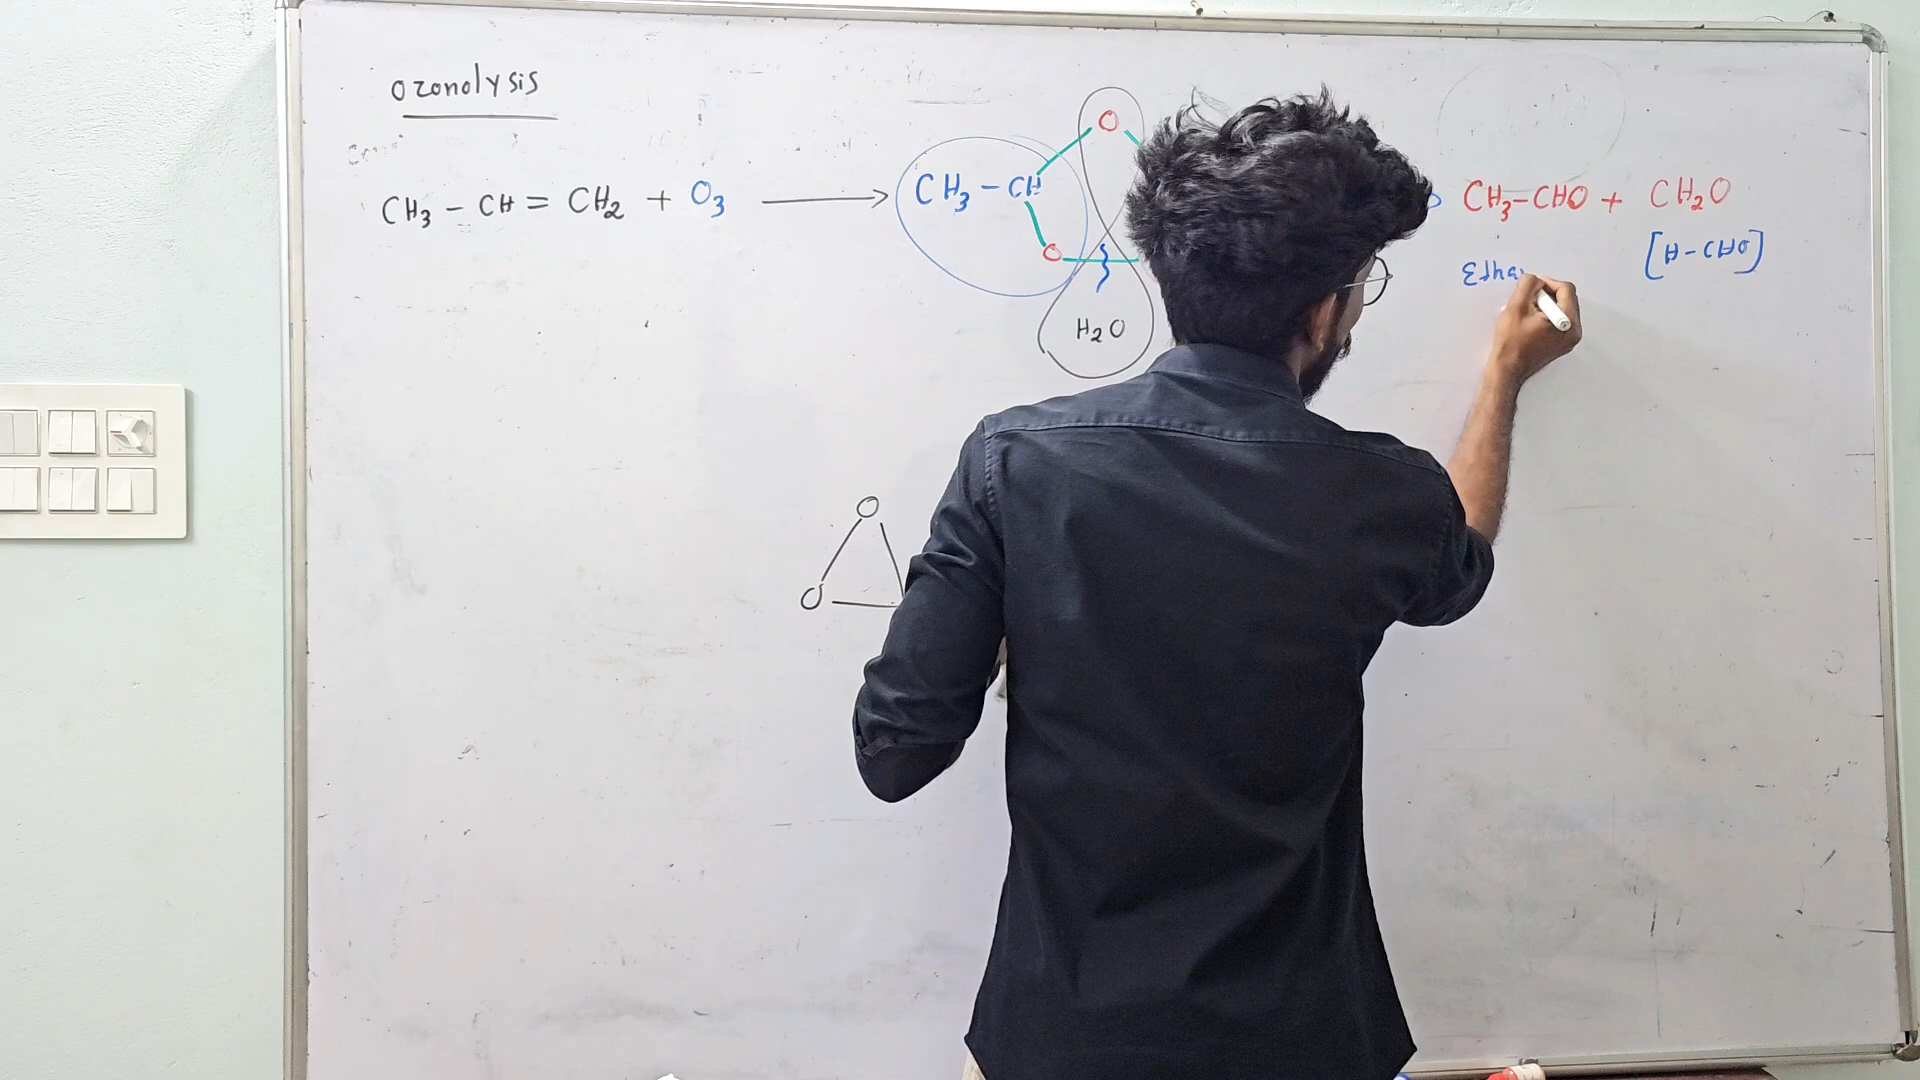 Ozonolysis
CH3 – CH = CH2 + O3 ⟶ CH3 – CH O O CH3–CHO + CH2O
[H–CHO]
Etha
H2O
O
O